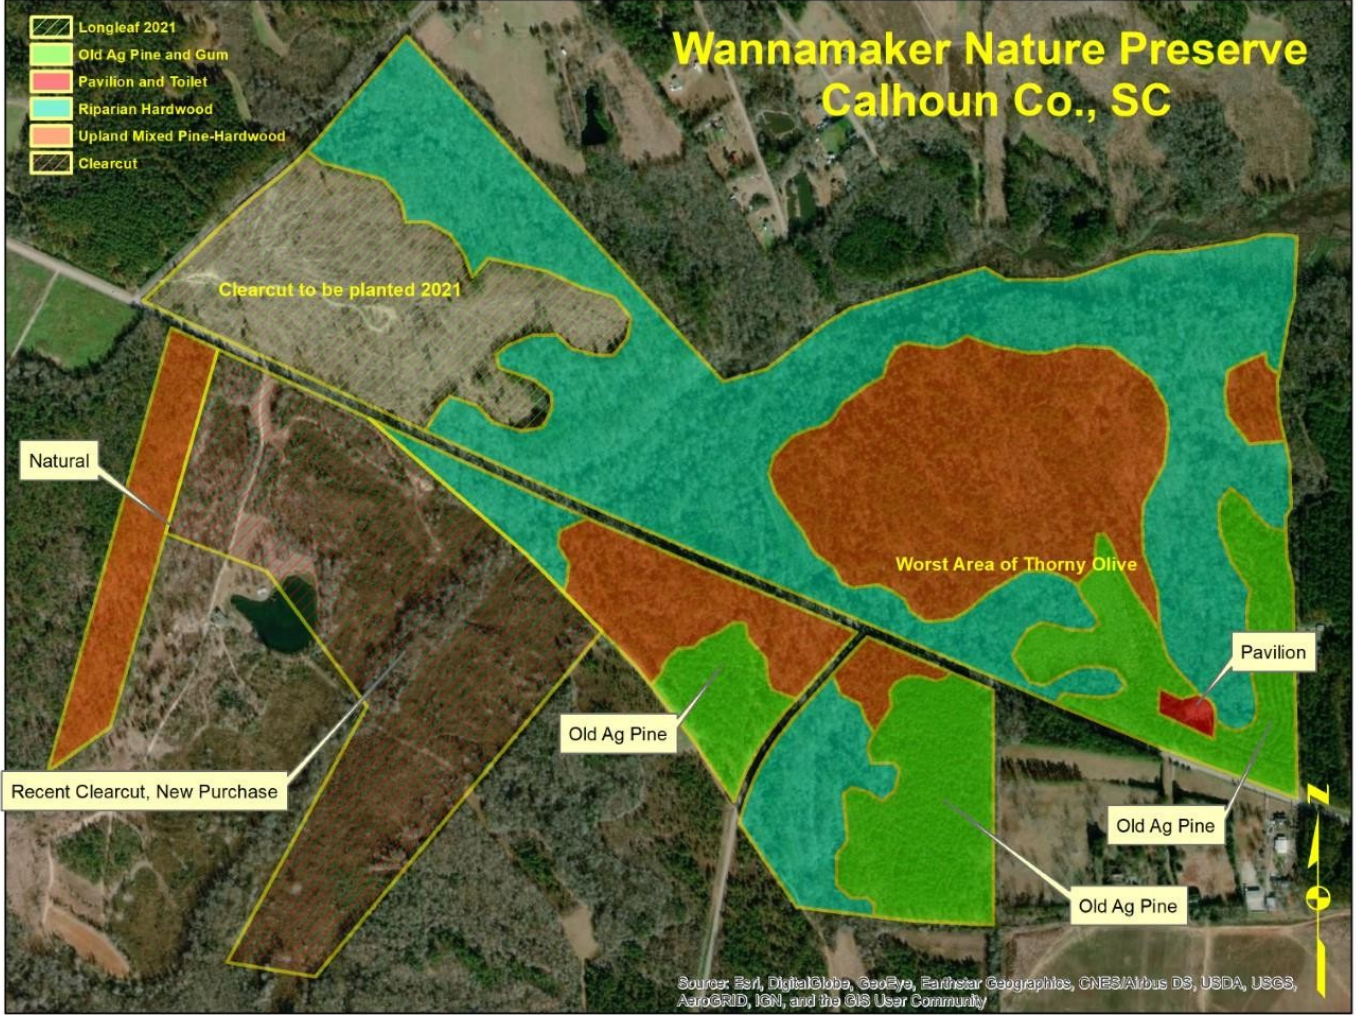 Longleaf 2021
Old Ag Pine and Gum
Pavilion and Toilet
Riparian Hardwood
Upland Mixed Pine-Hardwood
Clearcut
Wannamaker Nature Preserve
Calhoun Co., SC
Clearcut to be planted 2021
Natural
Worst Area of Thorny Olive
Pavilion
Old Ag Pine
Recent Clearcut, New Purchase
Old Ag Pine
Old Ag Pine
N
Source: Esri, DigitalGlobe, GeoEye, Earthstar Geographics, CNES/Airbus DS, USDA, USGS,
AeroGRID, IGN, and the GIS User Community